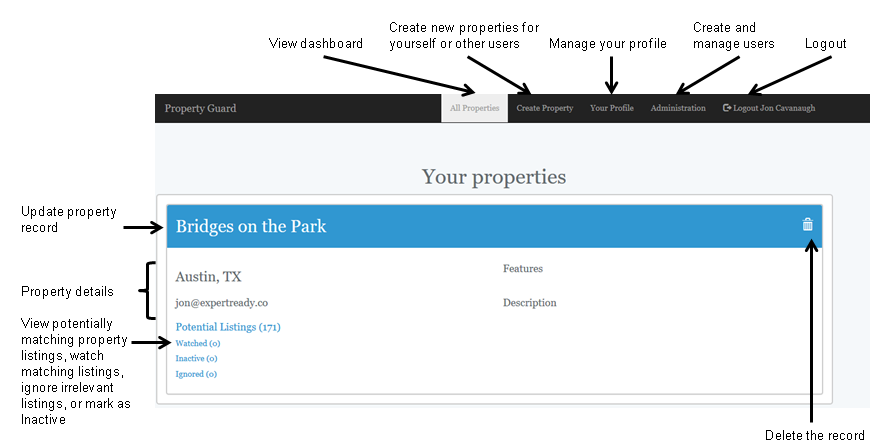 Create new properties for
yourself or other users
Create and
manage users
View dashboard
Manage your profile
Logout
Property Guard
All Properties
Create Property
Your Profile
Administration
Logout Jon Cavanaugh
Your properties
Update property
record
Bridges on the Park
Property details
Austin, TX
jon@expertready.co
Features
Description
View potentially
matching property
listings, watch
matching listings,
ignore irrelevant
listings, or mark as
Inactive
Potential Listings (171)
Watched (0)
Inactive (0)
Ignored (0)
Delete the record